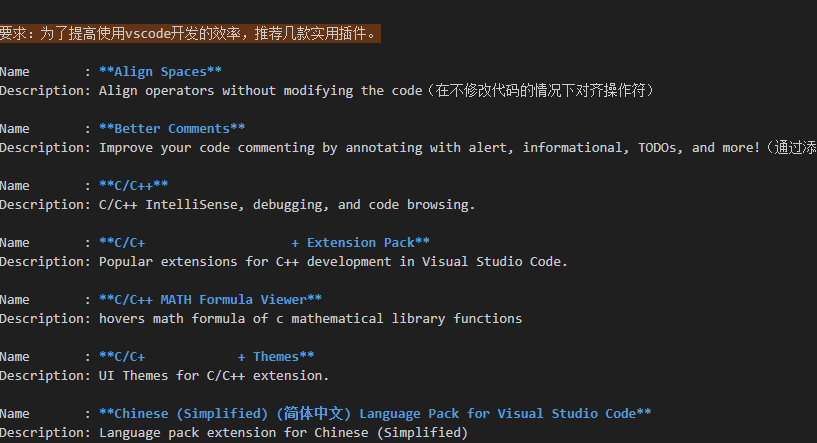 要求：为了提高使用vscode开发的效率，推荐几款实用插件。
Name       : **Align Spaces**
Description: Align operators without modifying the code（在不修改代码的情况下对齐操作符）
Name       : **Better Comments**
Description: Improve your code commenting by annotating with alert, informational, TODOs, and more!（通过添
Name       : **C/C++**
Description: C/C++ IntelliSense, debugging, and code browsing.
Name       : **C/C+                   + Extension Pack**
Description: Popular extensions for C++ development in Visual Studio Code.
Name       : **C/C++ MATH Formula Viewer**
Description: hovers math formula of c mathematical library functions
Name       : **C/C+            + Themes**
Description: UI Themes for C/C++ extension.
Name       : **Chinese (Simplified) (简体中文) Language Pack for Visual Studio Code**
Description: Language pack extension for Chinese (Simplified)